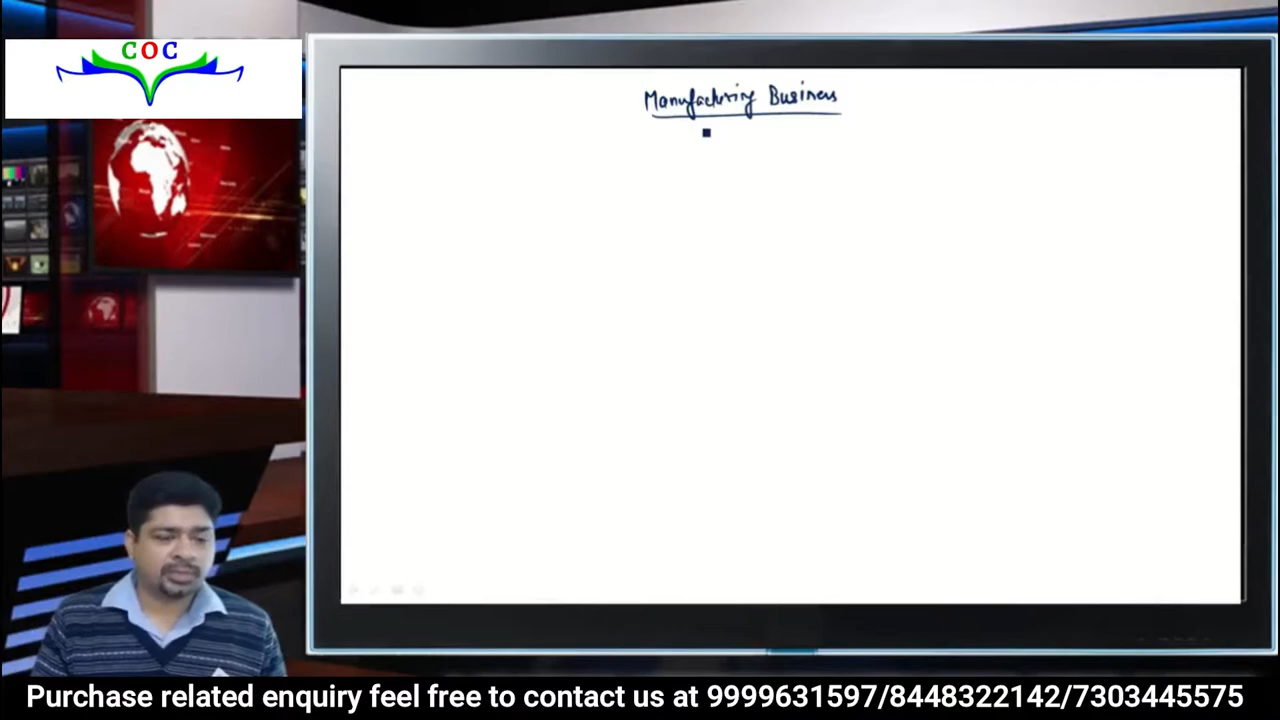 COC
Manufacturing Business
Purchase related enquiry feel free to contact us at 9999631597/8448322142/7303445575